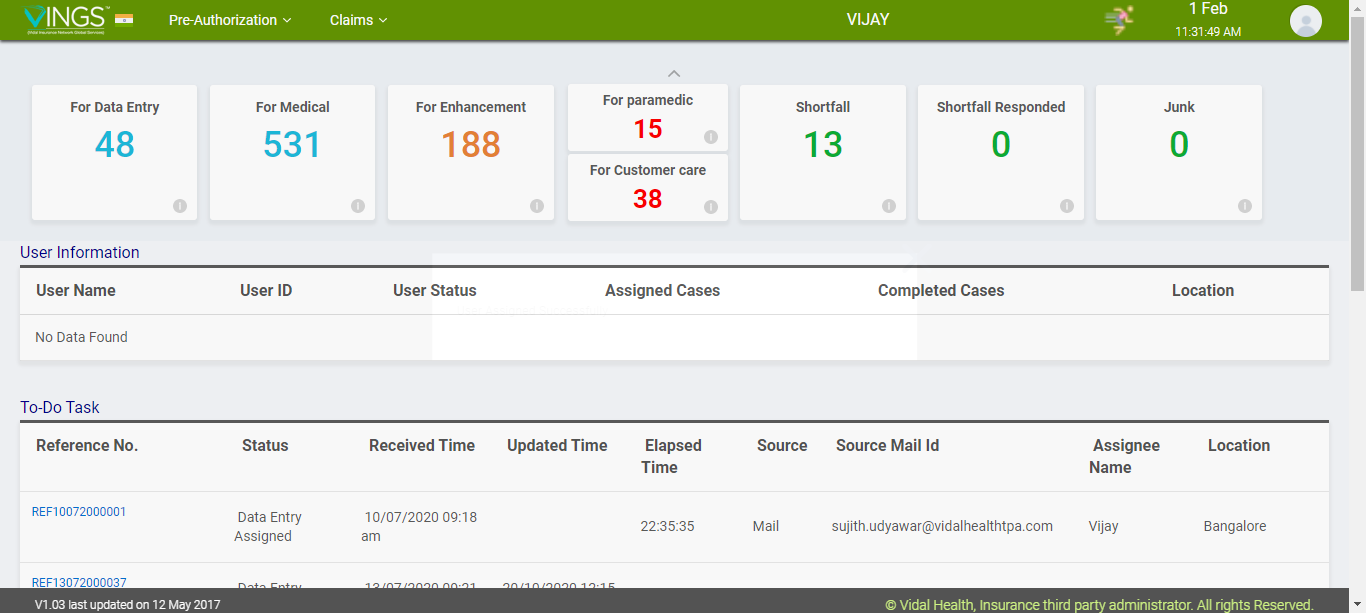 VINGS™ Pre-Authorization Claims VIJAY 1 Feb
(Vidal Insurance Network Global Services) 11:31:49 AM
For Data Entry
48
For Medical
531
For Enhancement
188
For paramedic
15
For Customer care
38
Shortfall
13
Shortfall Responded
0
Junk
0
User Information
User Name User ID User Status Assigned Cases Completed Cases Location
No Data Found
To-Do Task
Reference No. Status Received Time Updated Time Elapsed Time Source Source Mail Id Assignee Name Location
REF10072000001 Data Entry Assigned 10/07/2020 09:18 am 22:35:35 Mail sujith.udyawar@vidalhealthtpa.com Vijay Bangalore
REF13072000037 Data Entry 13/07/2020 09:21 20/10/2020 12:15
V1.03 last updated on 12 May 2017 © Vidal Health, Insurance third party administrator. All rights Reserved.